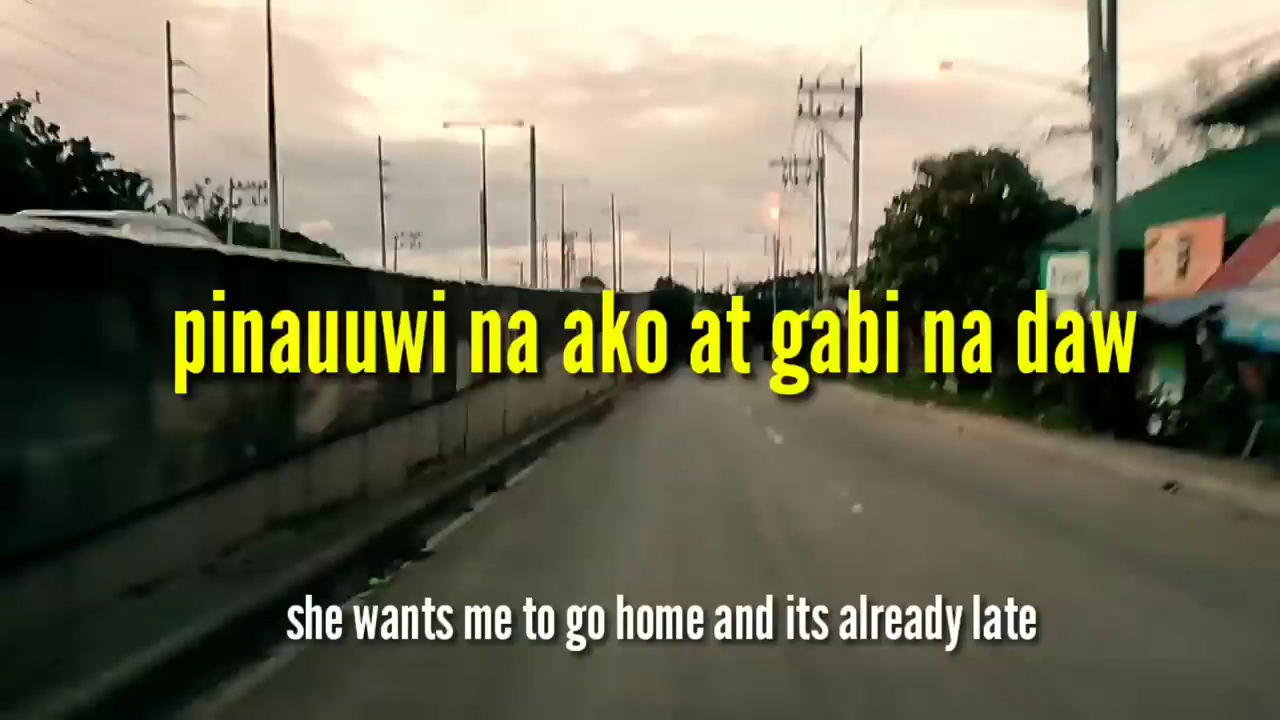 pinauuwi na ako at gabi na daw
she wants me to go home and its already late